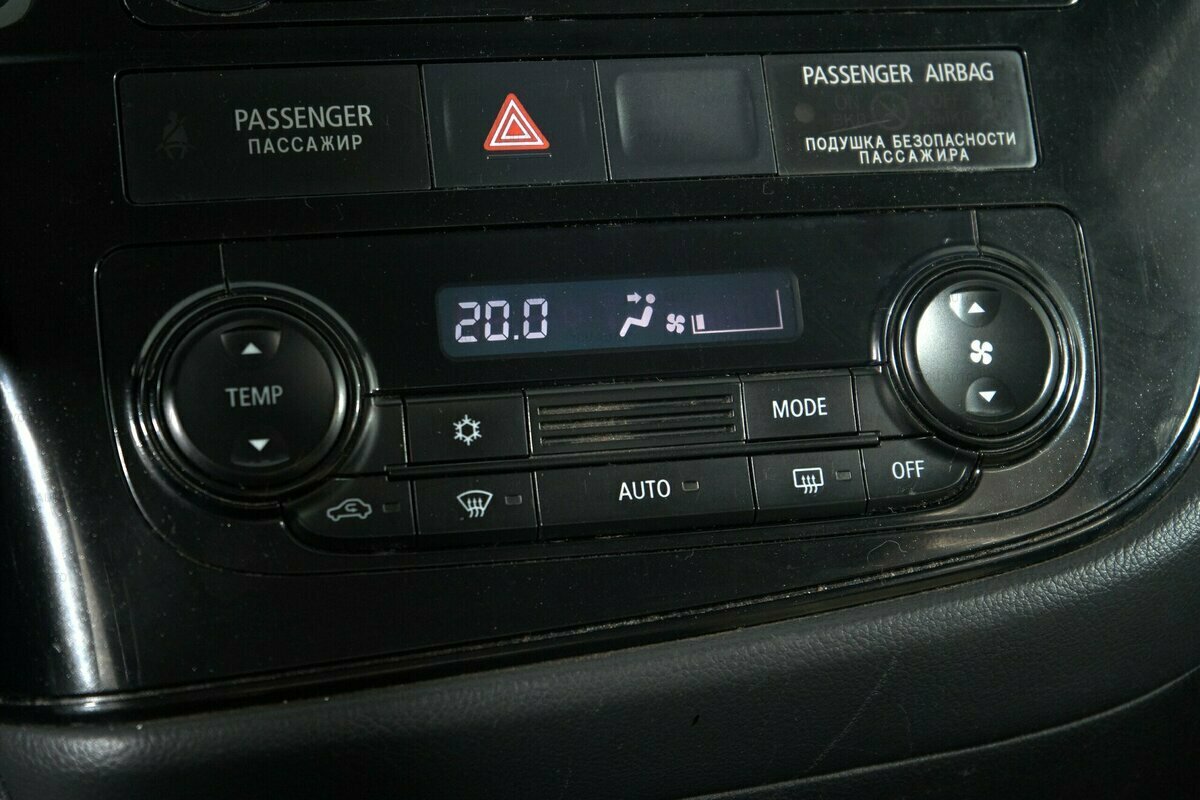 PASSENGER
ПАССАЖИР
PASSENGER AIRBAG
ПОДУШКА БЕЗОПАСНОСТИ
ПАССАЖИРА
20.0
TEMP
MODE
AUTO
OFF